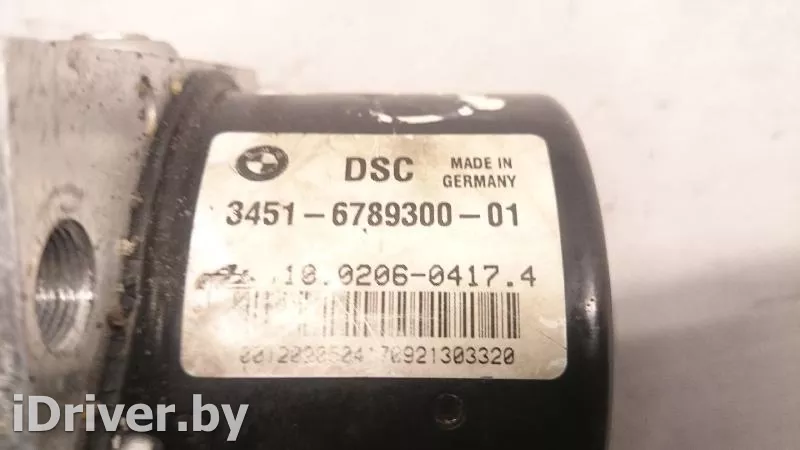 DSC
MADE IN
GERMANY
3451-6789300-01
10.0206-0417.4
iDriver.by